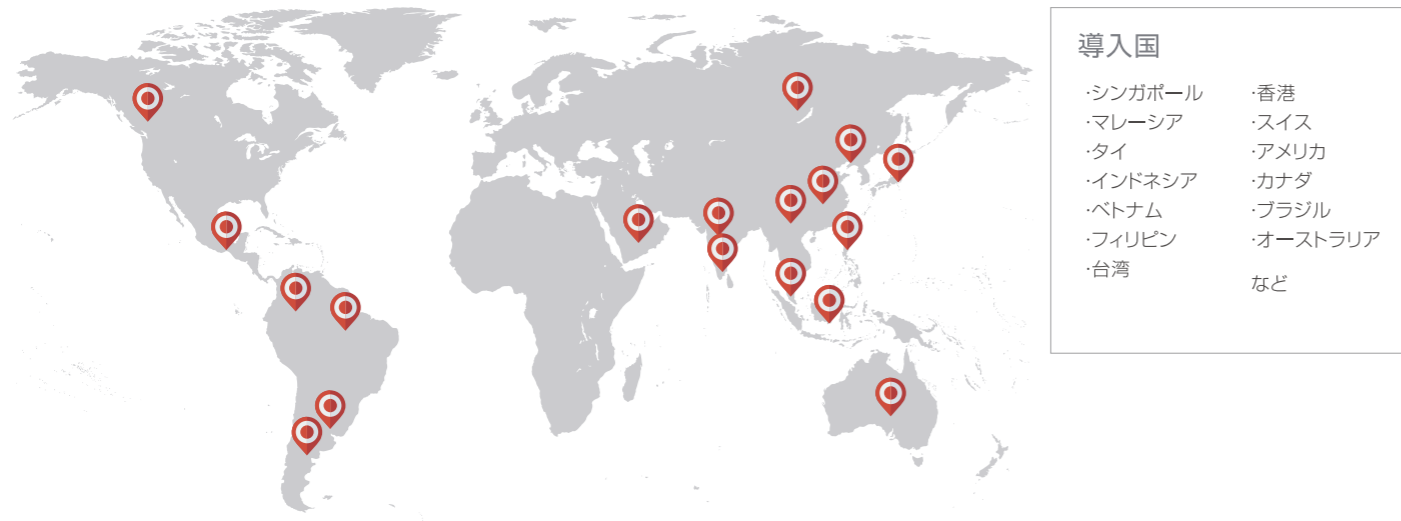 導入国
・シンガポール
・マレーシア
・タイ
・インドネシア
・ベトナム
・フィリピン
・台湾
・香港
・スイス
・アメリカ
・カナダ
・ブラジル
・オーストラリア
など